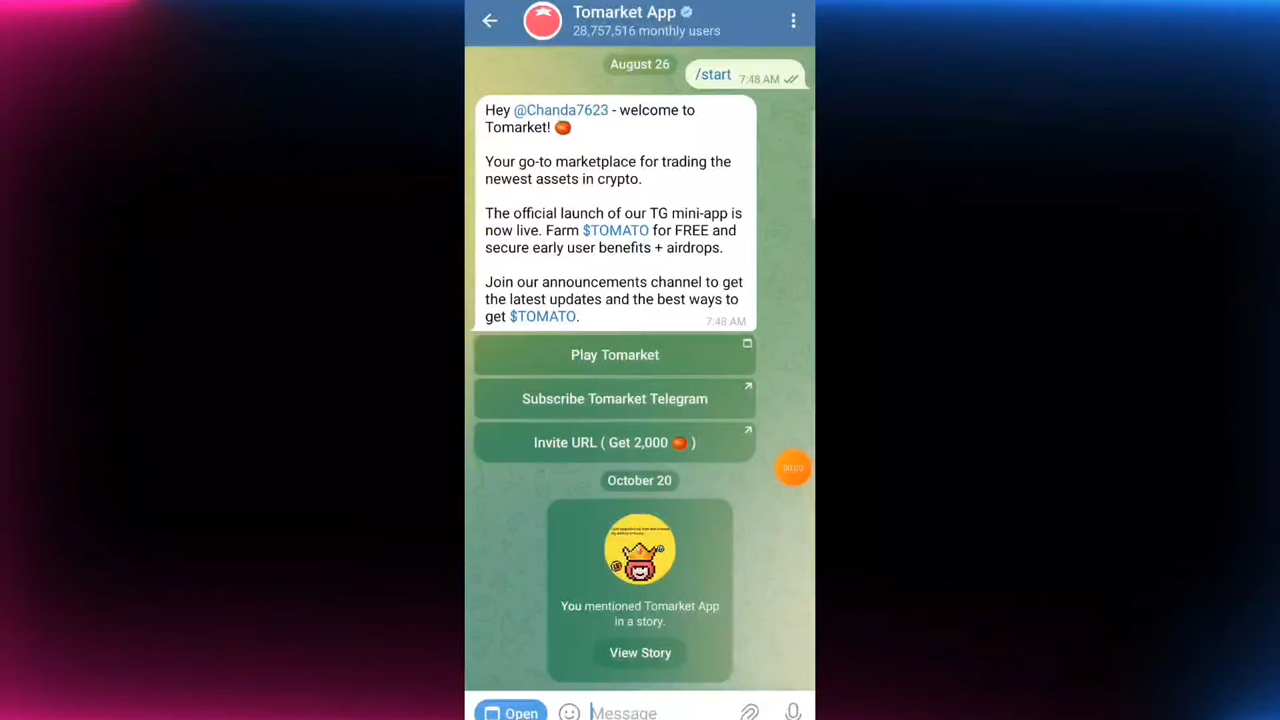 Tomarket App
28,757,516 monthly users
August 26
/start 7:48 AM
Hey @Chanda7623 - welcome to
Tomarket! 🍅
Your go-to marketplace for trading the
newest assets in crypto.
The official launch of our TG mini-app is
now live. Farm $TOMATO for FREE and
secure early user benefits + airdrops.
Join our announcements channel to get
the latest updates and the best ways to
get $TOMATO.
7:48 AM
Play Tomarket
Subscribe Tomarket Telegram
Invite URL ( Get 2,000 🍅 )
October 20
You mentioned Tomarket App
in a story.
View Story
Open
Message